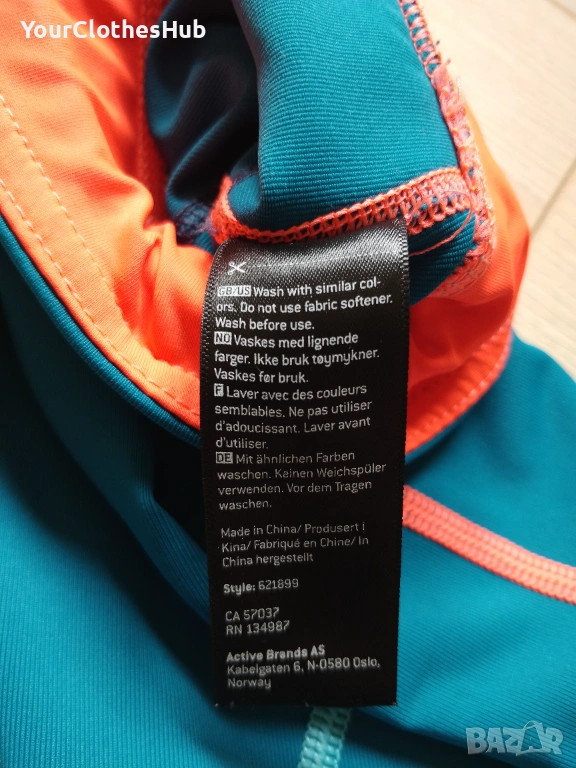 YourClothesHub
GB/US Wash with similar col-
ors. Do not use fabric softener.
Wash before use.
NO Vaskes med lignende
farger. Ikke bruk tøymykner.
Vaskes før bruk.
F Laver avec des couleurs
semblables. Ne pas utiliser
d'adoucissant. Laver avant
d'utiliser.
DE Mit ähnlichen Farben
waschen. Keinen Weichspüler
verwenden. Vor dem Tragen
waschen.
Made in China/ Produsert i
Kina/ Fabriqué en Chine/ In
China hergestellt
Style: 621899
CA 57037
RN 134987
Active Brands AS
Kabelgaten 6, N-0580 Oslo,
Norway
BAZAR